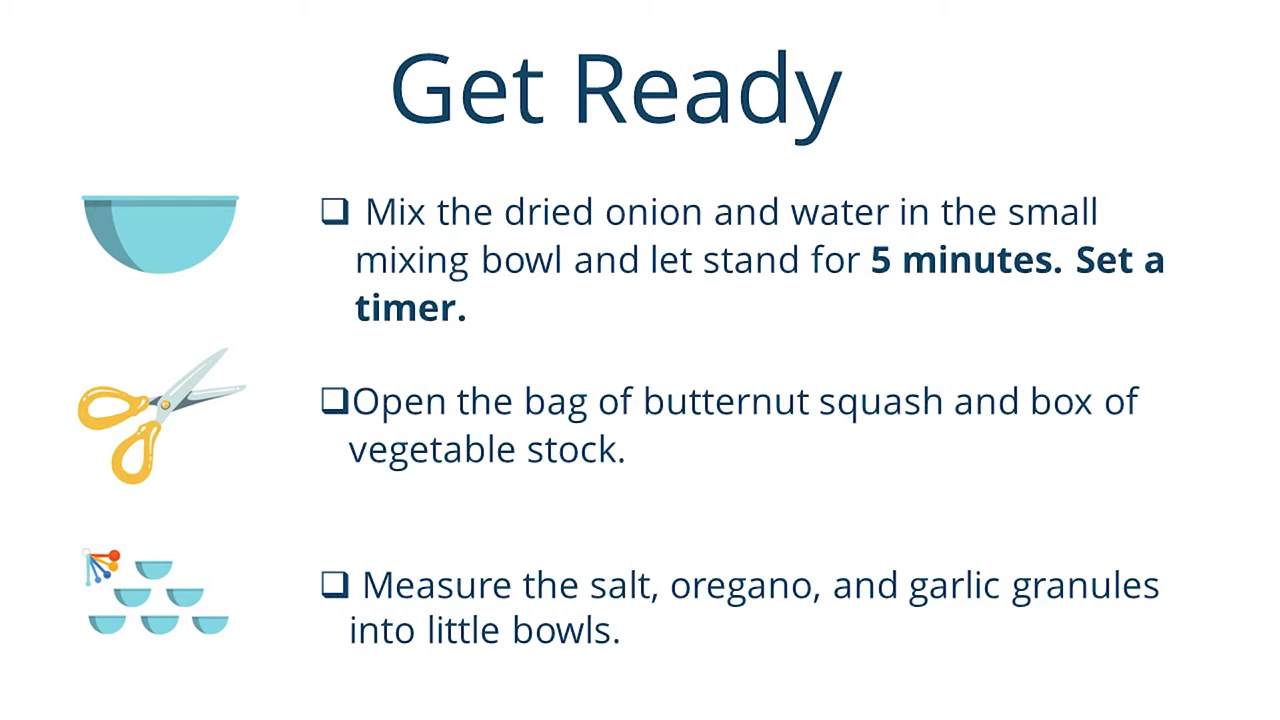 Get Ready
❑ Mix the dried onion and water in the small
mixing bowl and let stand for 5 minutes. Set a
timer.
❑Open the bag of butternut squash and box of
vegetable stock.
❑ Measure the salt, oregano, and garlic granules
into little bowls.